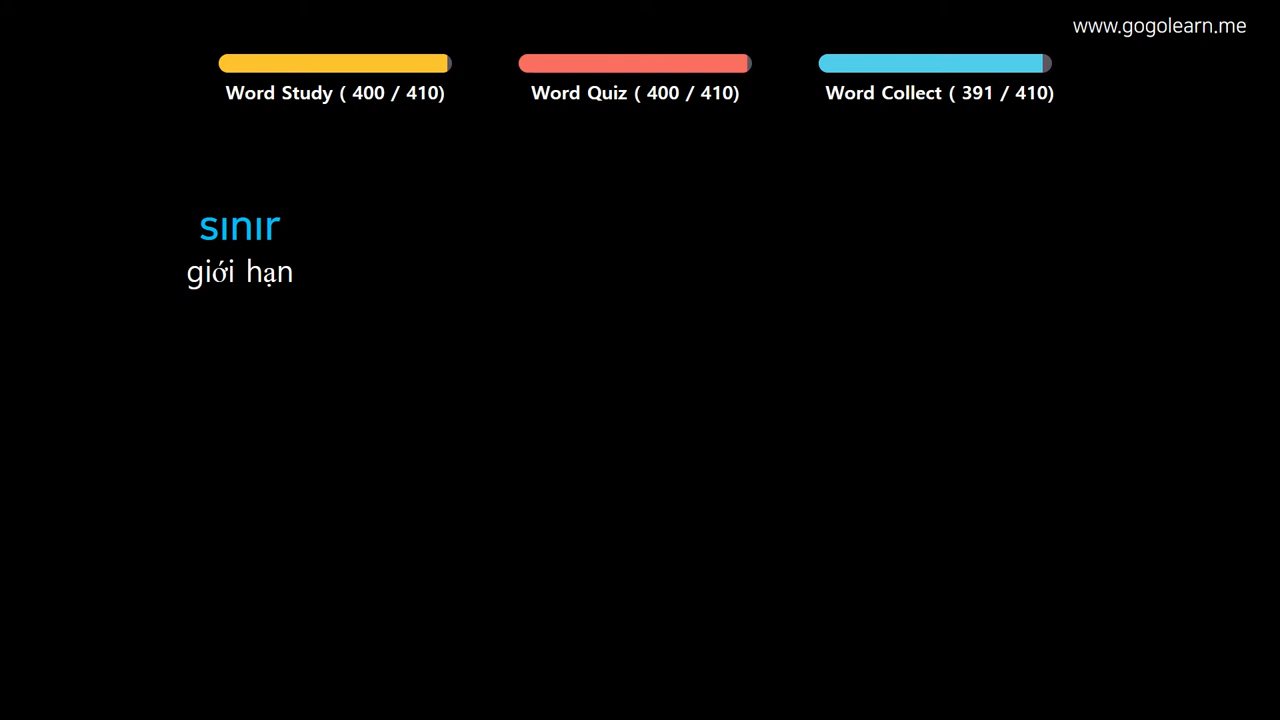 www.gogolearn.me
Word Study ( 400 / 410)
Word Quiz ( 400 / 410)
Word Collect ( 391 / 410)
sınır
giới hạn